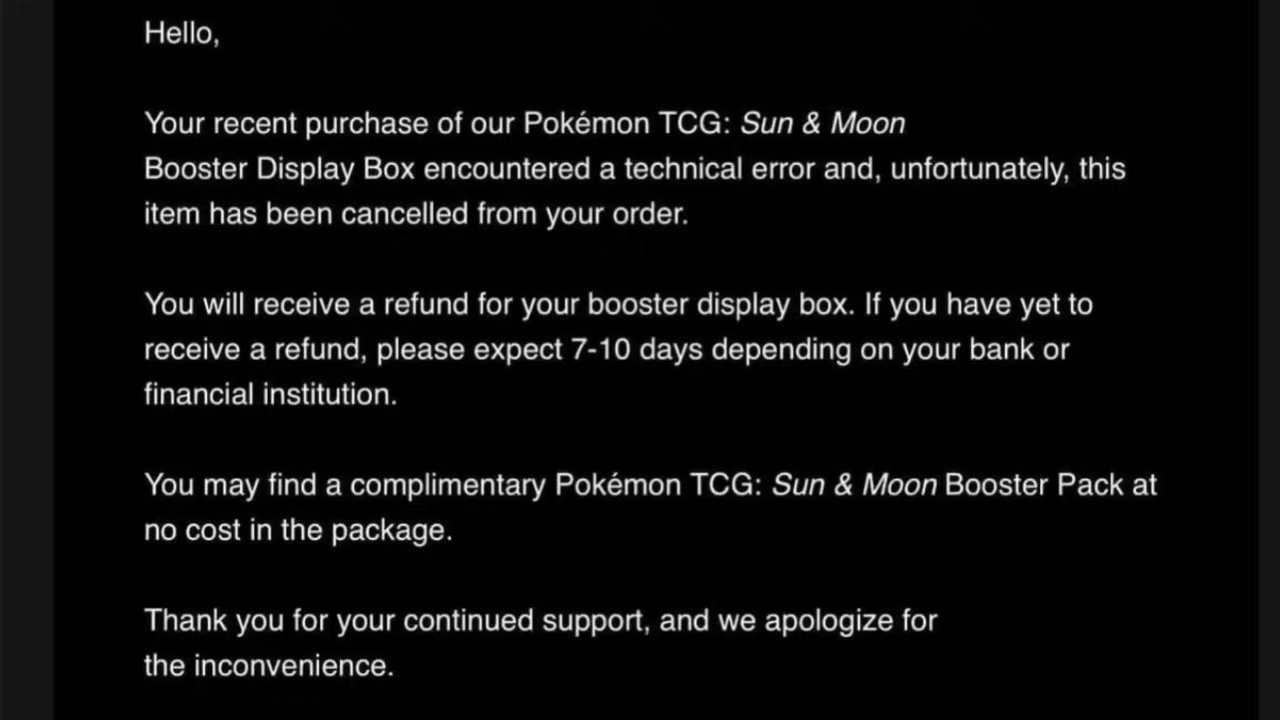 Hello,
Your recent purchase of our Pokémon TCG: Sun & Moon
Booster Display Box encountered a technical error and, unfortunately, this
item has been cancelled from your order.
You will receive a refund for your booster display box. If you have yet to
receive a refund, please expect 7-10 days depending on your bank or
financial institution.
You may find a complimentary Pokémon TCG: Sun & Moon Booster Pack at
no cost in the package.
Thank you for your continued support, and we apologize for
the inconvenience.